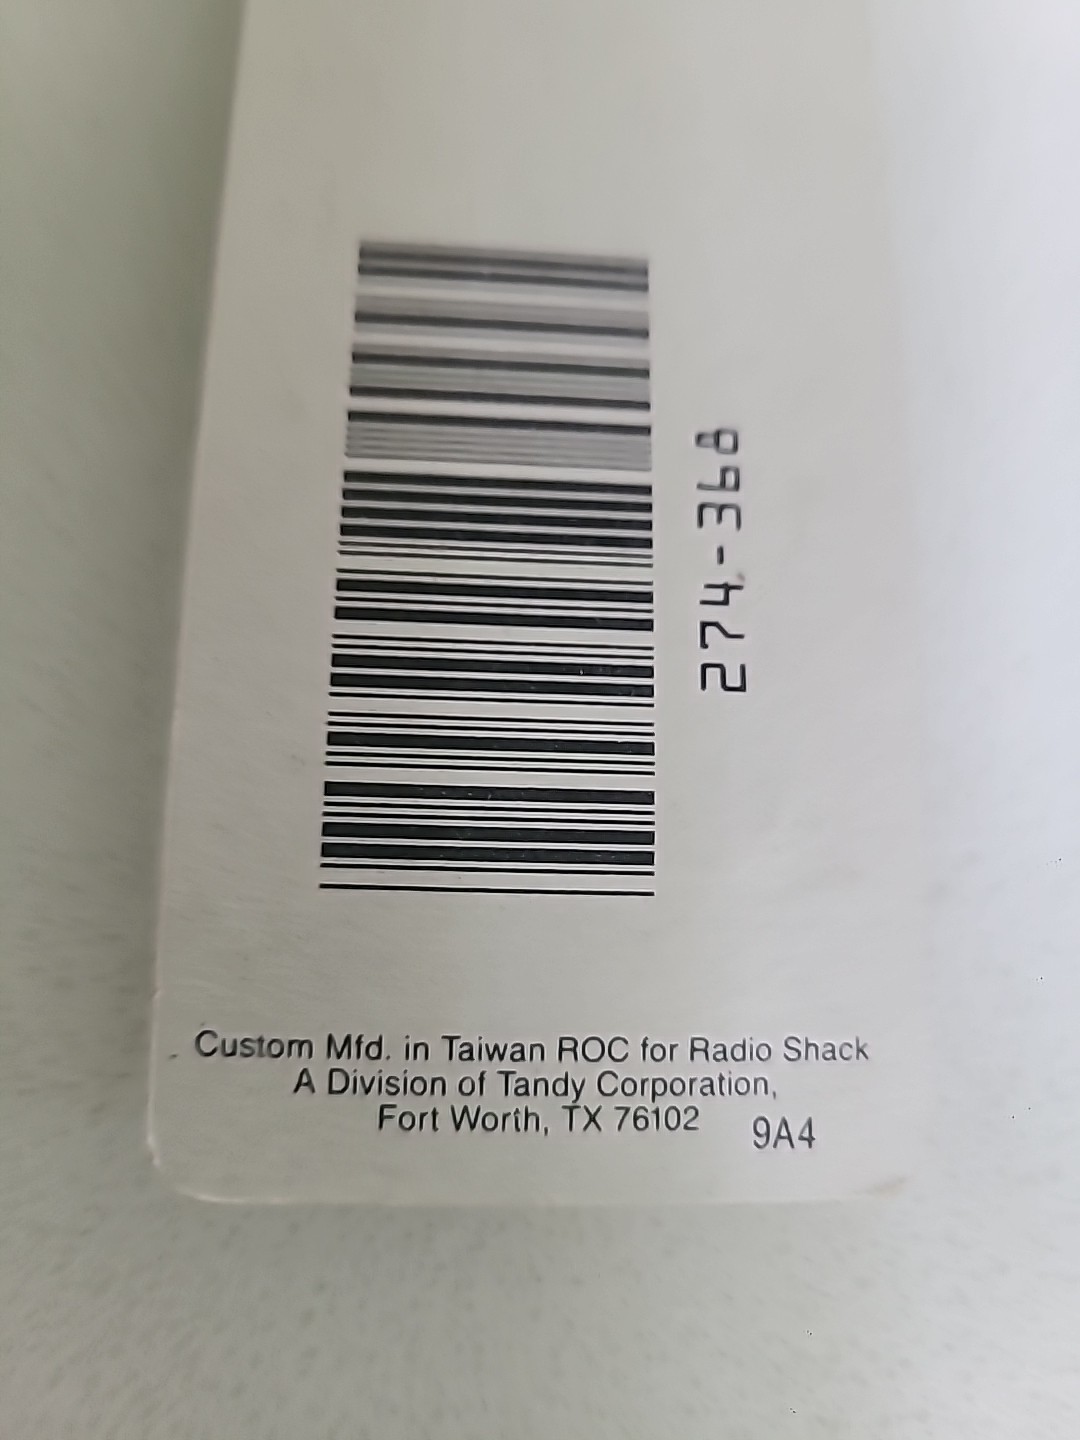 274-368
Custom Mfd. in Taiwan ROC for Radio Shack
A Division of Tandy Corporation,
Fort Worth, TX 76102
9A4